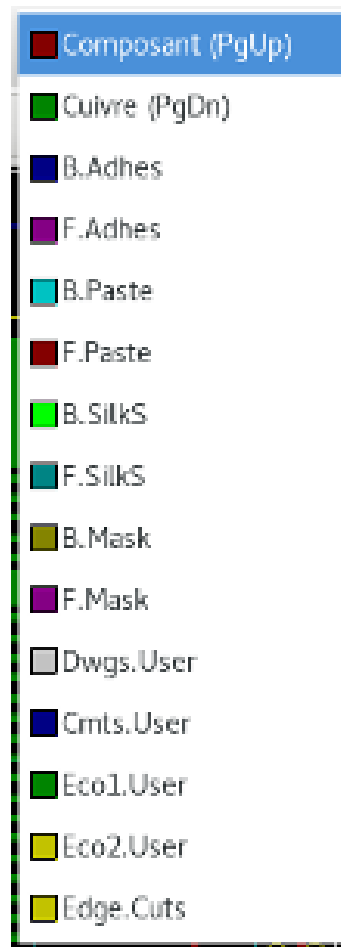 Composant (PgUp)
Cuivre (PgDn)
B.Adhes
F.Adhes
B.Paste
F.Paste
B.SilkS
F.SilkS
B.Mask
F.Mask
Dwgs.User
Cmts.User
Eco1.User
Eco2.User
Edge.Cuts